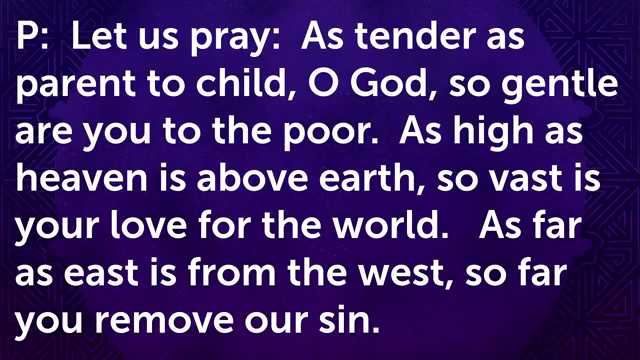 P:  Let us pray:  As tender as
parent to child, O God, so gentle
are you to the poor.  As high as
heaven is above earth, so vast is
your love for the world.   As far
as east is from the west, so far
you remove our sin.